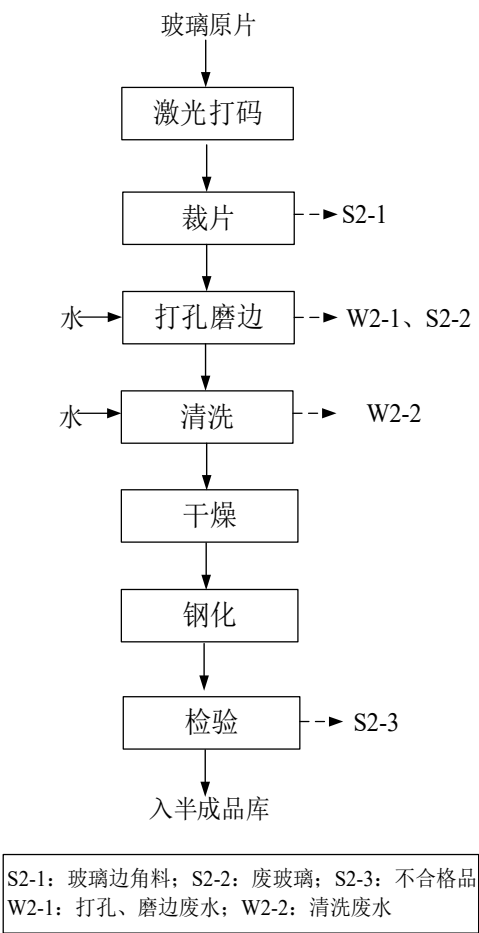 玻璃原片
激光打码
裁片
S2-1
水
打孔磨边
W2-1、S2-2
水
清洗
W2-2
干燥
钢化
检验
S2-3
入半成品库
S2-1：玻璃边角料；S2-2：废玻璃；S2-3：不合格品
W2-1：打孔、磨边废水；W2-2：清洗废水